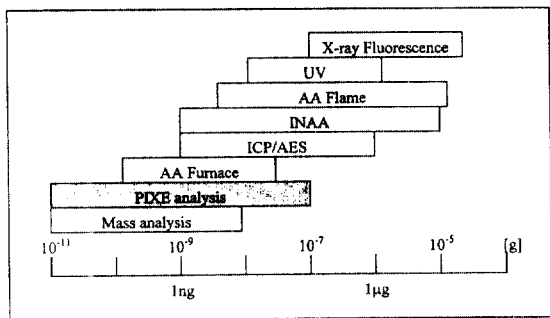 X-ray Fluorescence
UV
AA Flame
INAA
ICP/AES
AA Furnace
PIXE analysis
Mass analysis
10-11 10-9 10-7 10-5 [g]
1ng 1µg